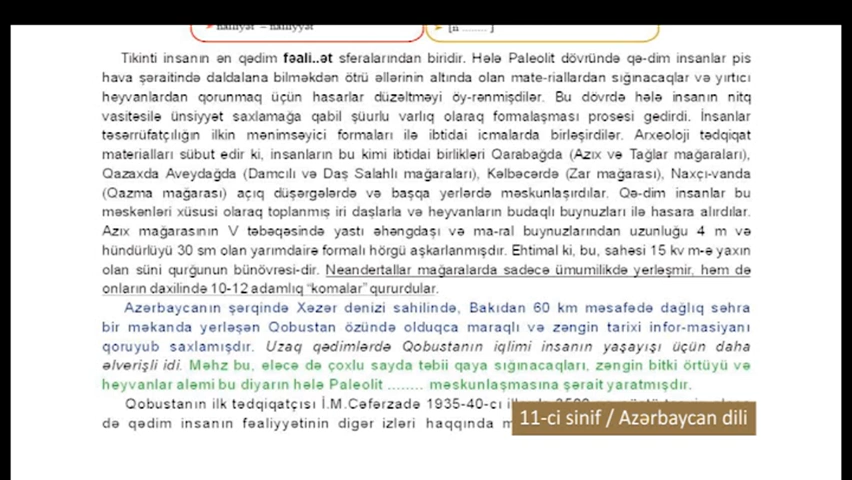 nailiyət – nailiyyət
[n ........ ]
Tikinti insanın ən qədim fəali..ət sferalarından biridir. Hələ Paleolit dövründə qə-dim insanlar pis
hava şəraitində daldalana bilməkdən ötrü əllərinin altında olan mate-riallardan sığınacaqlar və yırtıcı
heyvanlardan qorunmaq üçün hasarlar düzəltməyi öy-rənmişdilər. Bu dövrdə hələ insanın nitq
vasitəsilə ünsiyyət saxlamağa qabil şüurlu varlıq olaraq formalaşması prosesi gedirdi. İnsanlar
təsərrüfatçılığın ilkin mənimsəyici formaları ilə ibtidai icmalarda birləşirdilər. Arxeoloji tədqiqat
materialları sübut edir ki, insanların bu kimi ibtidai birlikləri Qarabağda (Azıx və Tağlar mağaraları),
Qazaxda Aveydağda (Damcılı və Daş Salahlı mağaraları), Kəlbəcərdə (Zar mağarası), Naxçı-vanda
(Qazma mağarası) açıq düşərgələrdə və başqa yerlərdə məskunlaşırdılar. Qə-dim insanlar bu
məskənləri xüsusi olaraq toplanmış iri daşlarla və heyvanların budaqlı buynuzları ilə hasara alırdılar.
Azıx mağarasının V təbəqəsində yastı əhəngdaşı və ma-ral buynuzlarından uzunluğu 4 m və
hündürlüyü 30 sm olan yarımdairə formalı hörgü aşkarlanmışdır. Ehtimal ki, bu, sahəsi 15 kv m-ə yaxın
olan süni qurğunun bünövrəsi-dir. Neandertallar mağaralarda sadəcə ümumilikdə yerləşmir, həm də
onların daxilində 10-12 adamlıq “komalar” qururdular.
Azərbaycanın şərqində Xəzər dənizi sahilində, Bakıdan 60 km məsafədə dağlıq səhra
bir məkanda yerləşən Qobustan özündə olduqca maraqlı və zəngin tarixi infor-masiyanı
qoruyub saxlamışdır. Uzaq qədimlərdə Qobustanın iqlimi insanın yaşayışı üçün daha
əlverişli idi. Məhz bu, eləcə də çoxlu sayda təbii qaya sığınacaqları, zəngin bitki örtüyü və
heyvanlar aləmi bu diyarın hələ Paleolit ........ məskunlaşmasına şərait yaratmışdır.
Qobustanın ilk tədqiqatçısı İ.M.Cəfərzadə 1935-40-cı
də qədim insanın fəaliyyətinin digər izləri haqqında
11-ci sinif / Azərbaycan dili